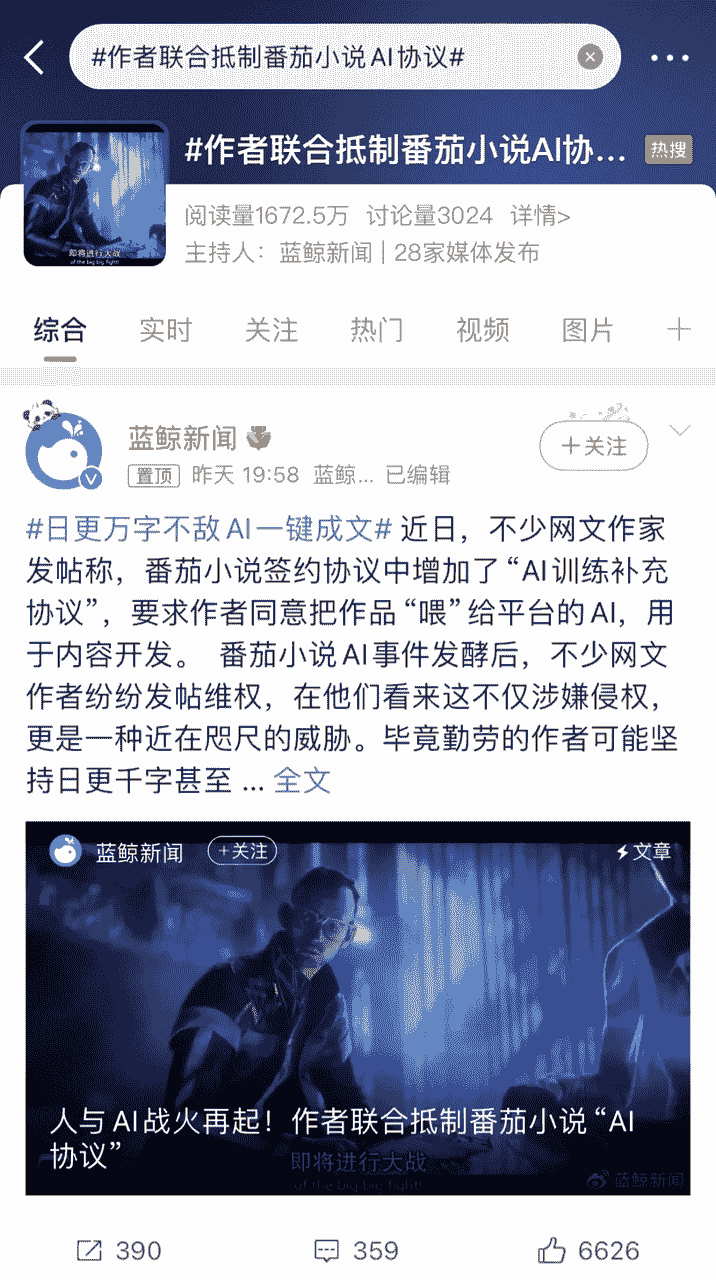 #作者联合抵制番茄小说AI协议#
#作者联合抵制番茄小说AI协...
热搜
阅读量1672.5万 讨论量3024 详情>
主持人：蓝鲸新闻 | 28家媒体发布
即将进行大战
of the big big fight!
综合 实时 关注 热门 视频 图片
蓝鲸新闻
+关注
置顶 昨天 19:58 蓝鲸... 已编辑
#日更万字不敌AI一键成文# 近日，不少网文作家
发帖称，番茄小说签约协议中增加了“AI训练补充
协议”，要求作者同意把作品“喂”给平台的AI，用
于内容开发。 番茄小说AI事件发酵后，不少网文
作者纷纷发帖维权，在他们看来这不仅涉嫌侵权，
更是一种近在咫尺的威胁。毕竟勤劳的作者可能坚
持日更千字甚至 ... 全文
蓝鲸新闻 +关注 文章
人与AI战火再起！作者联合抵制番茄小说“AI
协议”
即将进行大战
of the big big fight!
蓝鲸新闻
390 359 6626